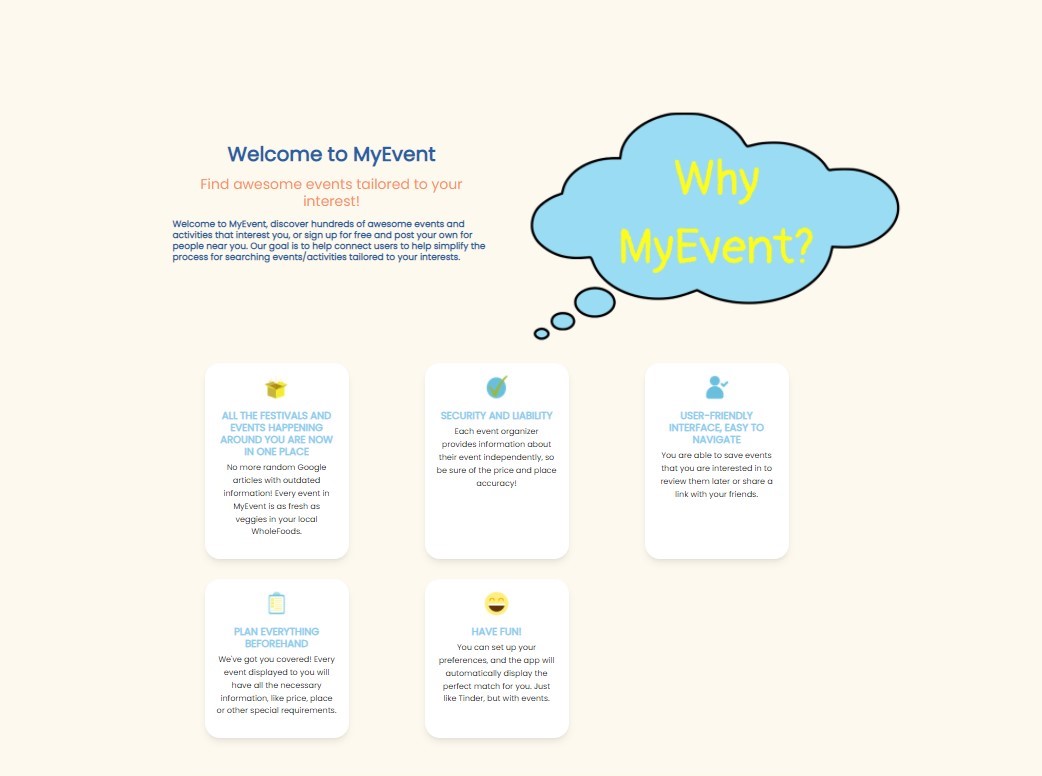 Welcome to MyEvent
Find awesome events tailored to your
interest!
Welcome to MyEvent, discover hundreds of awesome events and
activities that interest you, or sign up for free and post your own for
people near you. Our goal is to help connect users to help simplify the
process for searching events/activities tailored to your interests.
Why
MyEvent?
ALL THE FESTIVALS AND
EVENTS HAPPENING
AROUND YOU ARE NOW
IN ONE PLACE
No more random Google
articles with outdated
information! Every event in
MyEvent is as fresh as
veggies in your local
WholeFoods.
SECURITY AND LIABILITY
Each event organizer
provides information about
their event independently, so
be sure of the price and place
accuracy!
USER-FRIENDLY
INTERFACE, EASY TO
NAVIGATE
You are able to save events
that you are interested in to
review them later or share a
link with your friends.
PLAN EVERYTHING
BEFOREHAND
We've got you covered! Every
event displayed to you will
have all the necessary
information, like price, place
or other special requirements.
HAVE FUN!
You can set up your
preferences, and the app will
automatically display the
perfect match for you. Just
like Tinder, but with events.